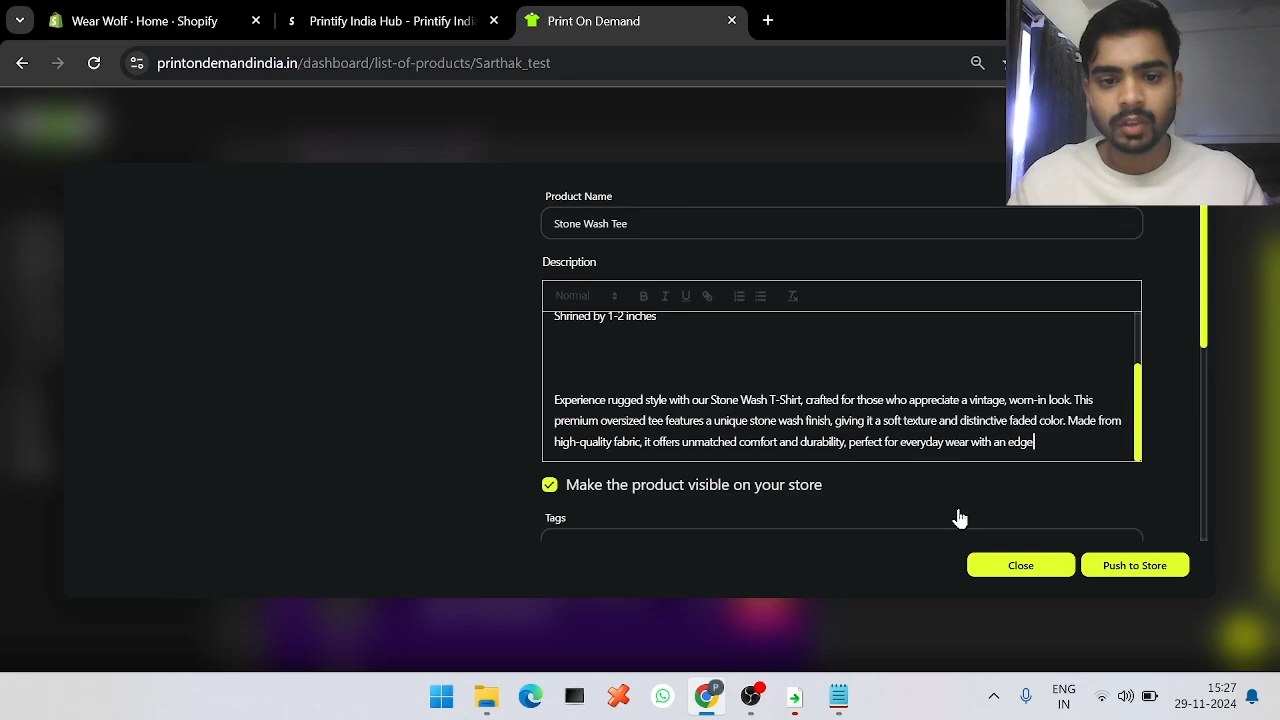 Wear Wolf · Home · Shopify
Printify India Hub - Printify Indi
Print On Demand
printondemandindia.in/dashboard/list-of-products/Sarthak_test
Product Name
Stone Wash Tee
Description
Normal
Shrined by 1-2 inches
Experience rugged style with our Stone Wash T-Shirt, crafted for those who appreciate a vintage, worn-in look. This
premium oversized tee features a unique stone wash finish, giving it a soft texture and distinctive faded color. Made from
high-quality fabric, it offers unmatched comfort and durability, perfect for everyday wear with an edge
Make the product visible on your store
Tags
Close
Push to Store
ENG
IN
15:27
29-11-2024